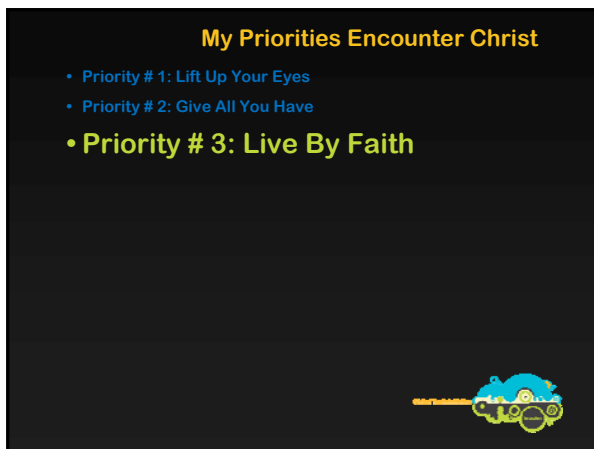 My Priorities Encounter Christ
• Priority # 1: Lift Up Your Eyes
• Priority # 2: Give All You Have
• Priority # 3: Live By Faith